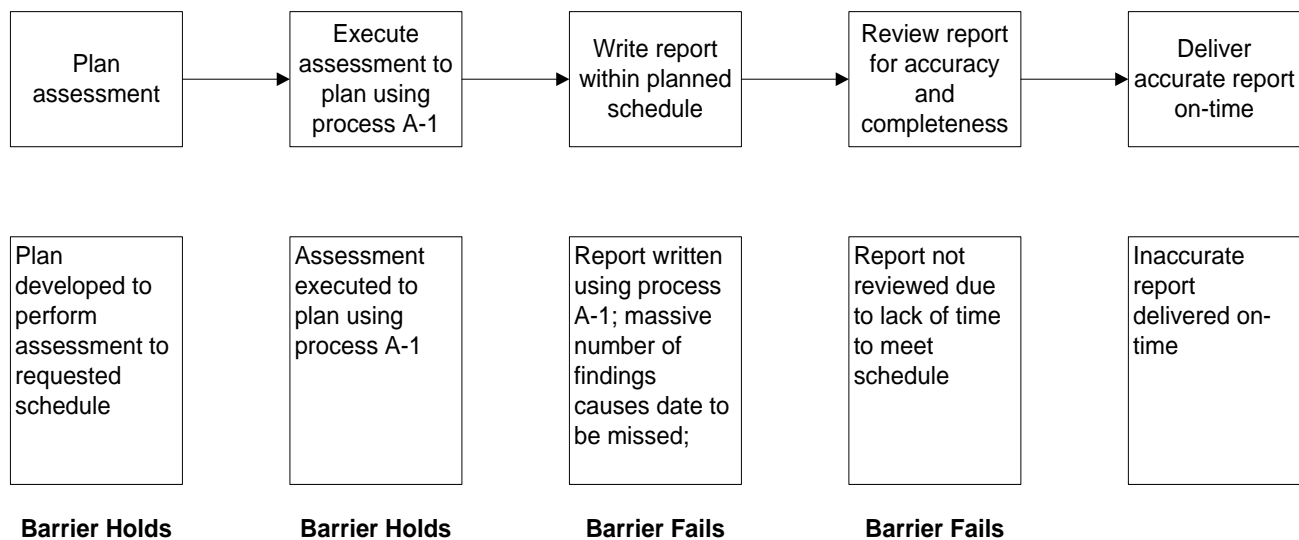 Plan
assessment
Execute
assessment to
plan using
process A-1
Write report
within planned
schedule
Review report
for accuracy
and
completeness
Deliver
accurate report
on-time
Plan
developed to
perform
assessment to
requested
schedule
Assessment
executed to
plan using
process A-1
Report written
using process
A-1; massive
number of
findings
causes date to
be missed;
Report not
reviewed due
to lack of time
to meet
schedule
Inaccurate
report
delivered on-
time
Barrier Holds
Barrier Holds
Barrier Fails
Barrier Fails